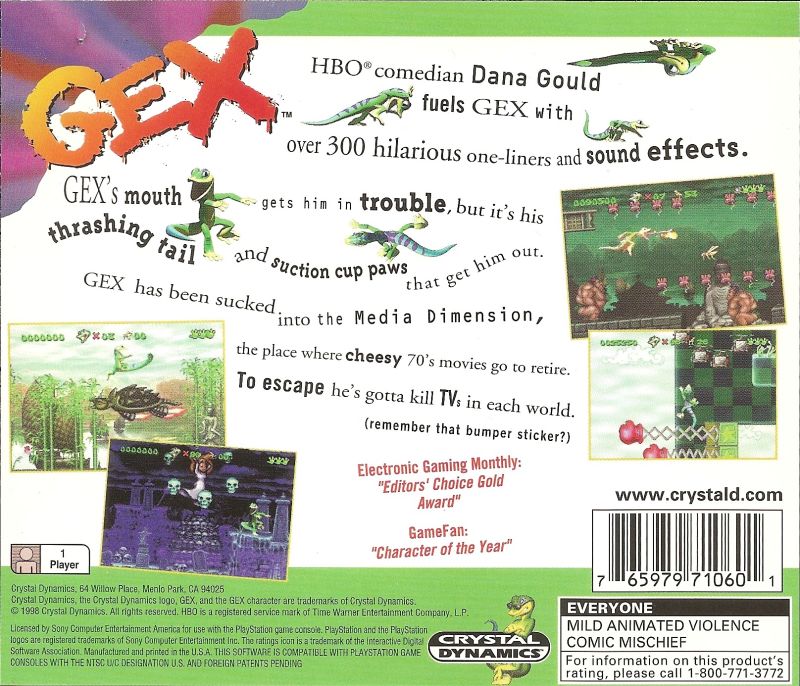 GEX™
HBO® comedian Dana Gould
fuels GEX with
over 300 hilarious one-liners and sound effects.
GEX's mouth gets him in trouble, but it's his
thrashing tail and suction cup paws that get him out.
GEX has been sucked into the Media Dimension,
the place where cheesy 70's movies go to retire.
To escape he's gotta kill TVs in each world.
(remember that bumper sticker?)
Electronic Gaming Monthly:
"Editors' Choice Gold
Award"
GameFan:
"Character of the Year"
www.crystald.com
7 65979 71060 1
1
Player
Crystal Dynamics, 64 Willow Place, Menlo Park, CA 94025
Crystal Dynamics, the Crystal Dynamics logo, GEX, and the GEX character are trademarks of Crystal Dynamics.
© 1998 Crystal Dynamics. All rights reserved. HBO is a registered service mark of Time Warner Entertainment Company, L.P.
Licensed by Sony Computer Entertainment America for use with the PlayStation game console. PlayStation and the PlayStation
logos are registered trademarks of Sony Computer Entertainment Inc. The ratings icon is a trademark of the Interactive Digital
Software Association. Manufactured and printed in the U.S.A. THIS SOFTWARE IS COMPATIBLE WITH PLAYSTATION GAME
CONSOLES WITH THE NTSC U/C DESIGNATION U.S. AND FOREIGN PATENTS PENDING
CRYSTAL
DYNAMICS
EVERYONE
MILD ANIMATED VIOLENCE
COMIC MISCHIEF
For information on this product's
rating, please call 1-800-771-3772